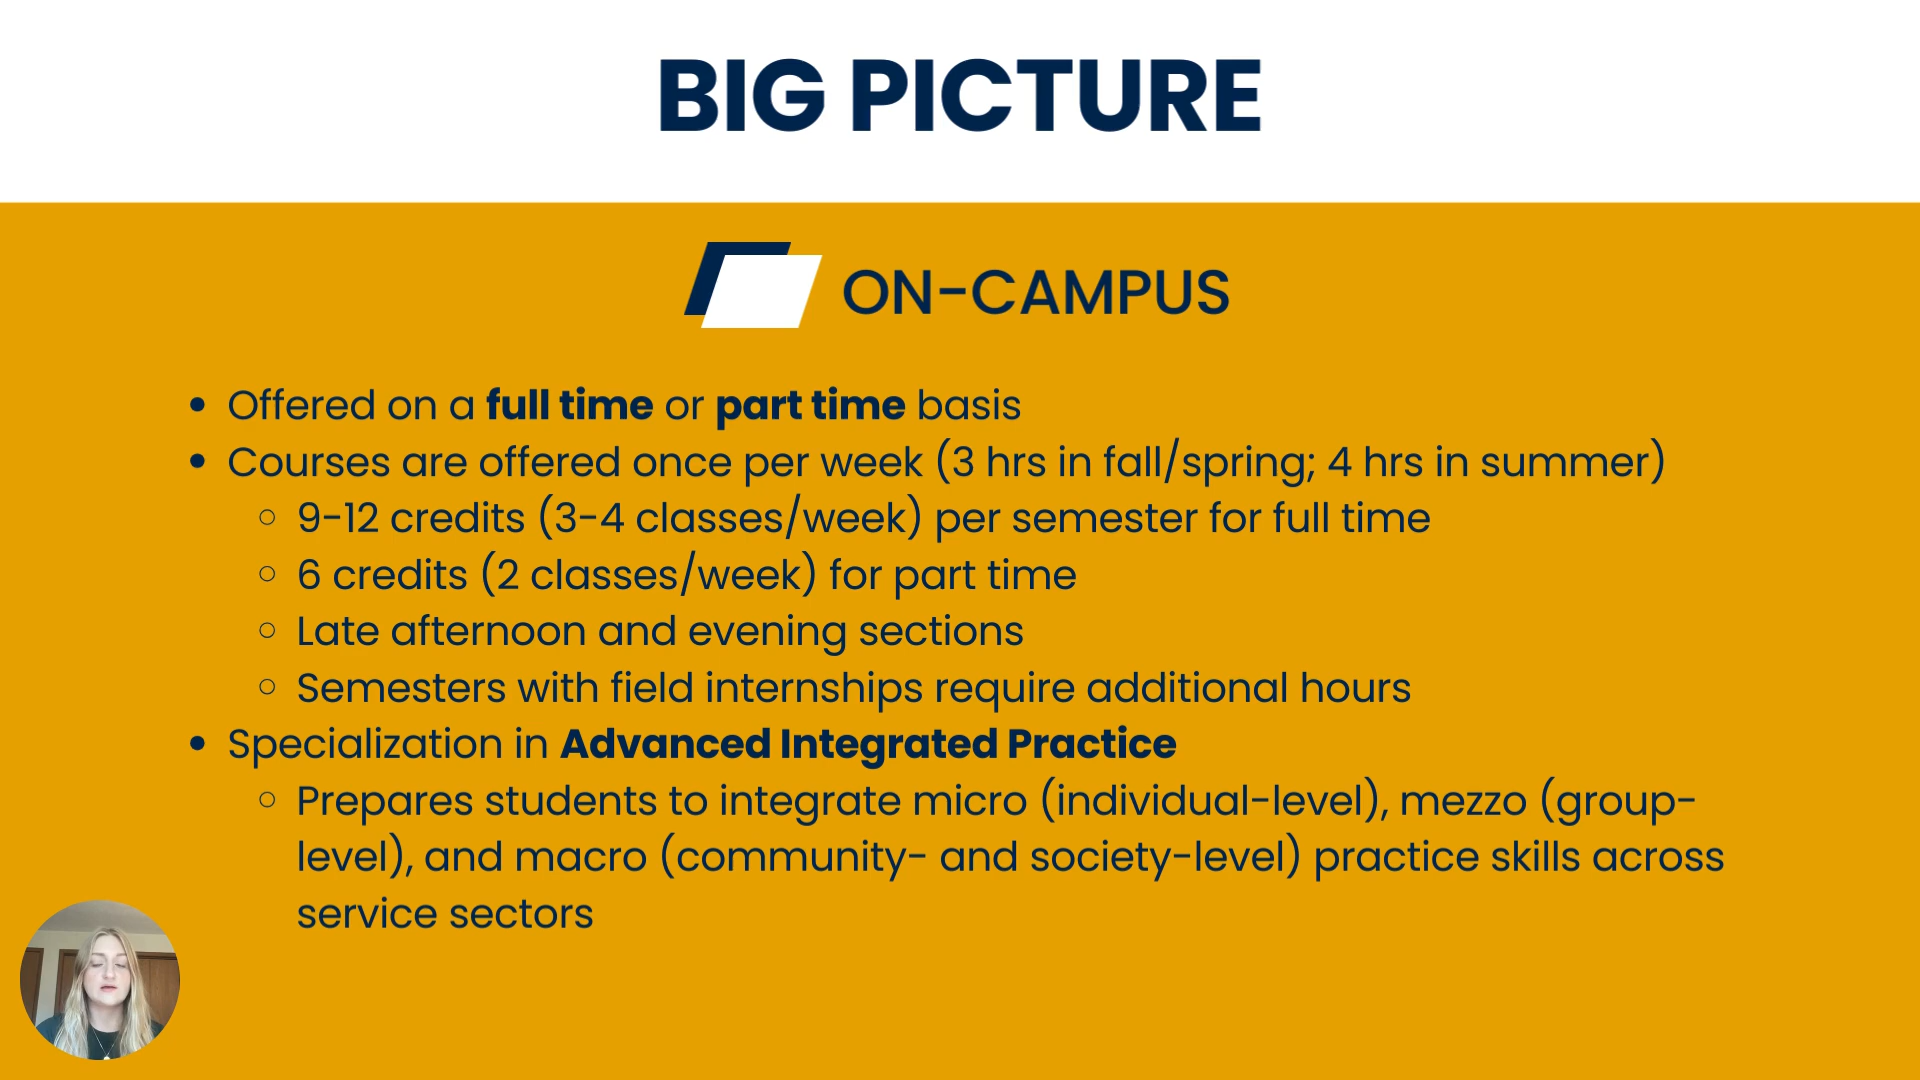 BIG PICTURE
ON-CAMPUS
• Offered on a full time or part time basis
• Courses are offered once per week (3 hrs in fall/spring; 4 hrs in summer)
○ 9-12 credits (3-4 classes/week) per semester for full time
○ 6 credits (2 classes/week) for part time
○ Late afternoon and evening sections
○ Semesters with field internships require additional hours
• Specialization in Advanced Integrated Practice
○ Prepares students to integrate micro (individual-level), mezzo (group-
level), and macro (community- and society-level) practice skills across
service sectors